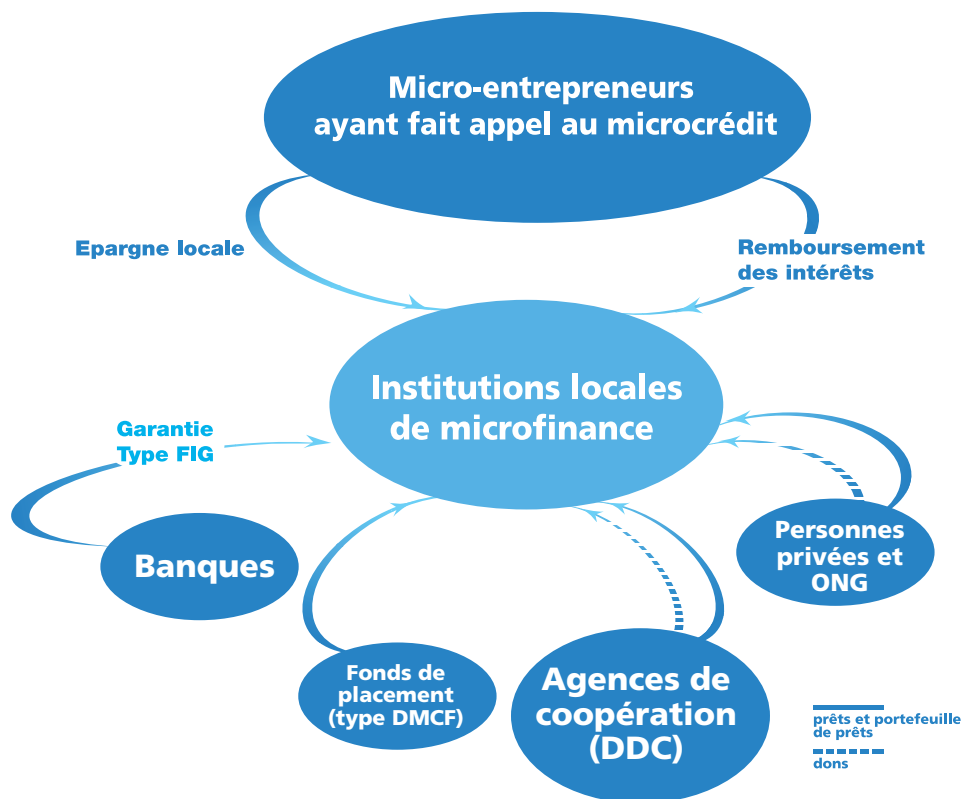 Micro-entrepreneurs
ayant fait appel au microcrédit
Epargne locale
Remboursement
des intérêts
Institutions locales
de microfinance
Garantie
Type FIG
Banques
Personnes
privées et
ONG
Fonds de
placement
(type DMCF)
Agences de
coopération
(DDC)
prêts et portefeuille
de prêts
dons